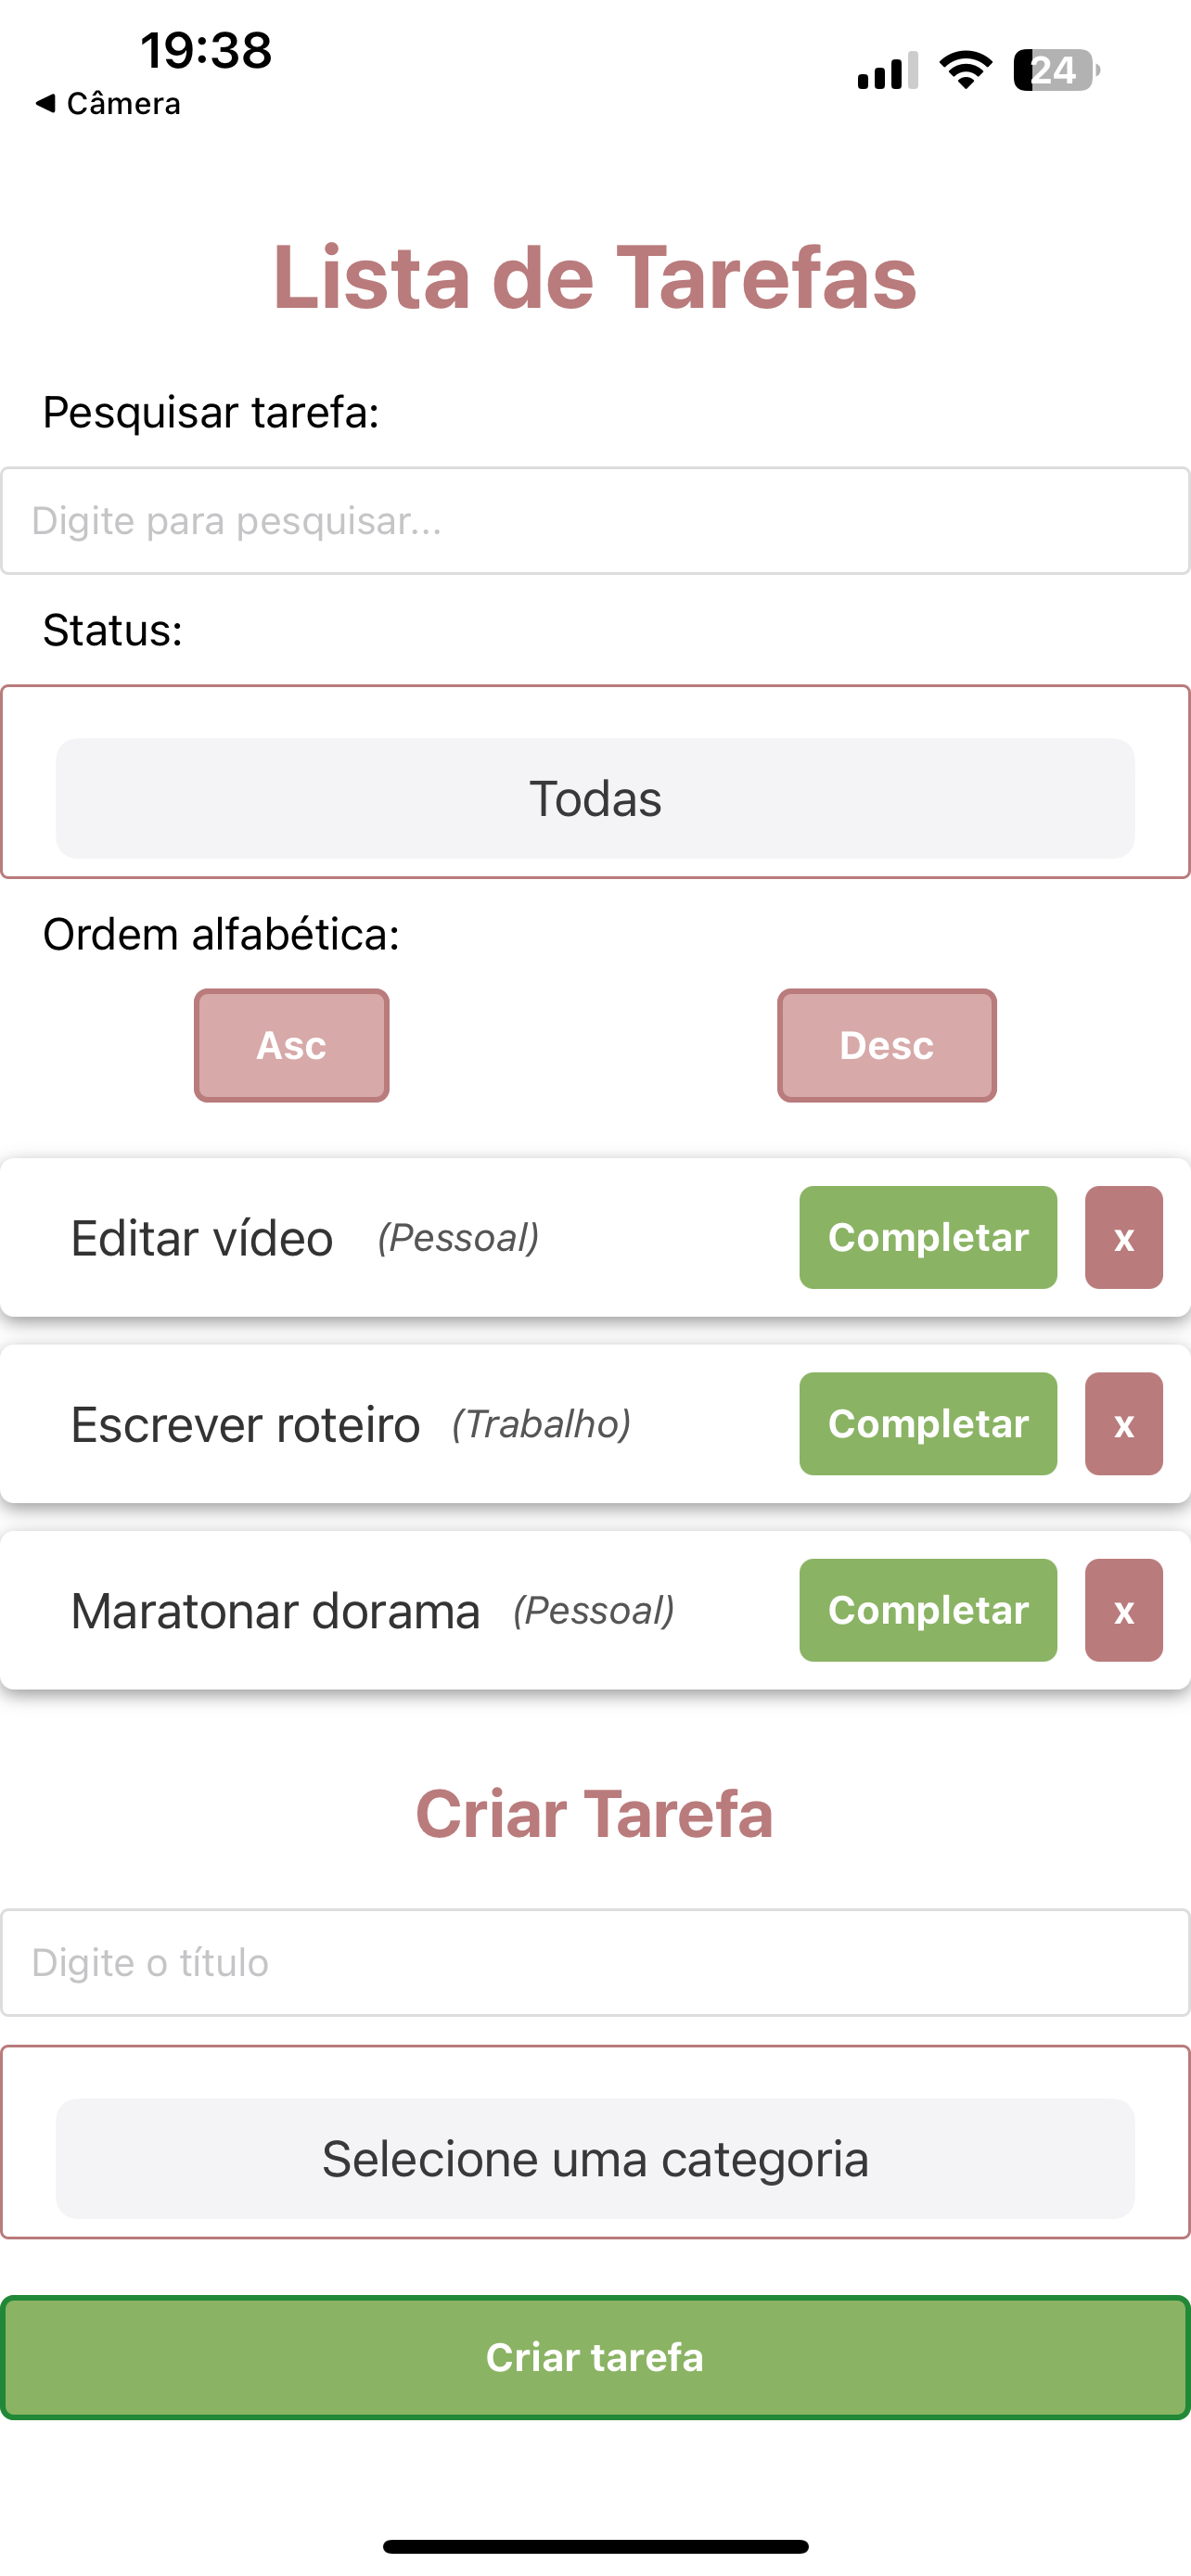 19:38
24
◀ Câmera
Lista de Tarefas
Pesquisar tarefa:
Digite para pesquisar...
Status:
Todas
Ordem alfabética:
Asc Desc
Editar vídeo (Pessoal) Completar x
Escrever roteiro (Trabalho) Completar x
Maratonar dorama (Pessoal) Completar x
Criar Tarefa
Digite o título
Selecione uma categoria
Criar tarefa